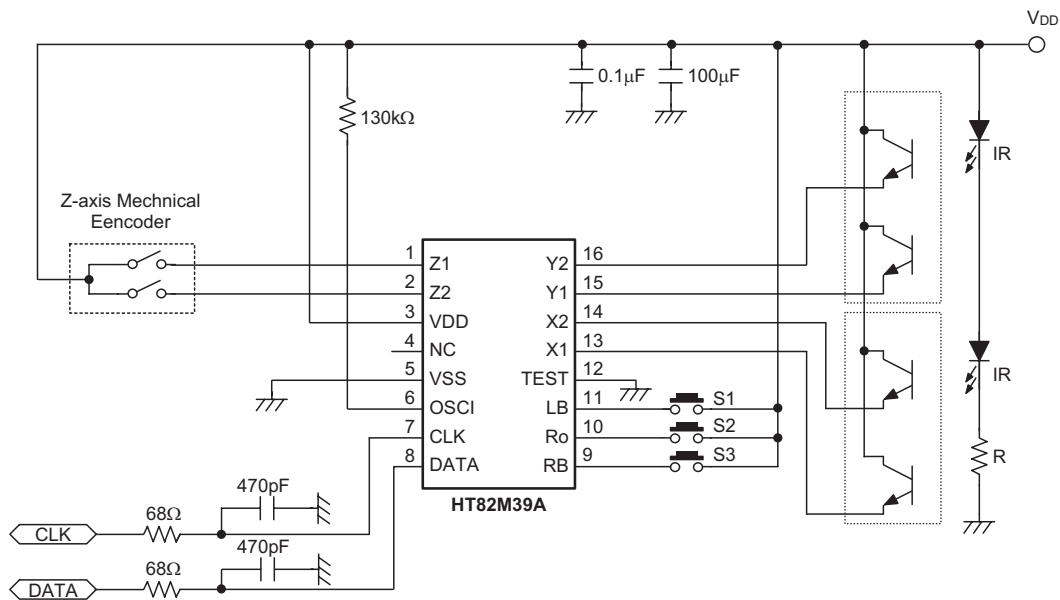 VDD
0.1µF
100µF
130kΩ
IR
Z-axis Mechnical
Eencoder
1 Z1
2 Z2
3 VDD
4 NC
5 VSS
6 OSCI
7 CLK
8 DATA
Y2 16
Y1 15
X2 14
X1 13
TEST 12
LB 11
Ro 10
RB 9
S1
S2
S3
IR
R
HT82M39A
470pF
68Ω
CLK
470pF
68Ω
DATA